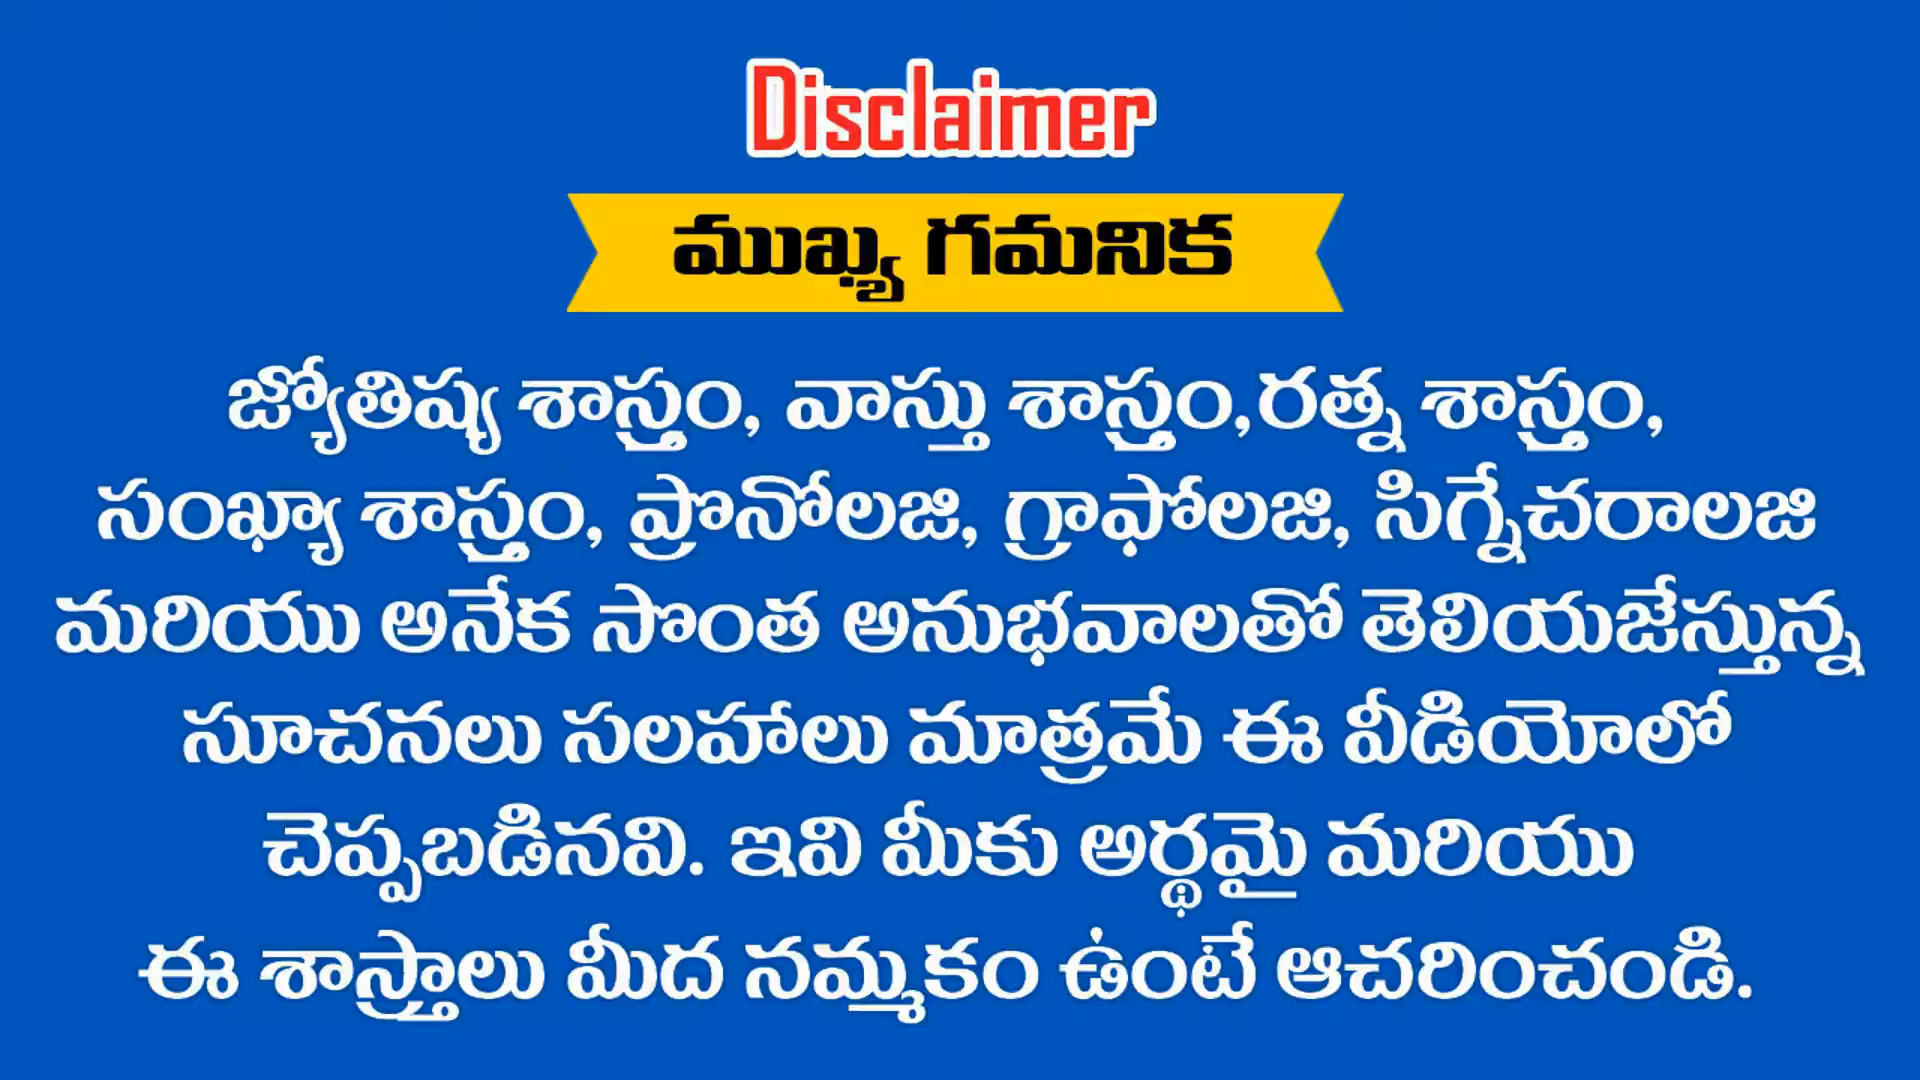 Disclaimer
ముఖ్య గమనిక
జ్యోతిష్య శాస్త్రం, వాస్తు శాస్త్రం,రత్న శాస్త్రం,
సంఖ్యా శాస్త్రం, ప్రొనోలజి, గ్రాఫోలజి, సిగ్నేచరాలజి
మరియు అనేక సొంత అనుభవాలతో తెలియజేస్తున్న
సూచనలు సలహాలు మాత్రమే ఈ వీడియోలో
చెప్పబడినవి. ఇవి మీకు అర్థమై మరియు
ఈ శాస్త్రాలు మీద నమ్మకం ఉంటే ఆచరించండి.